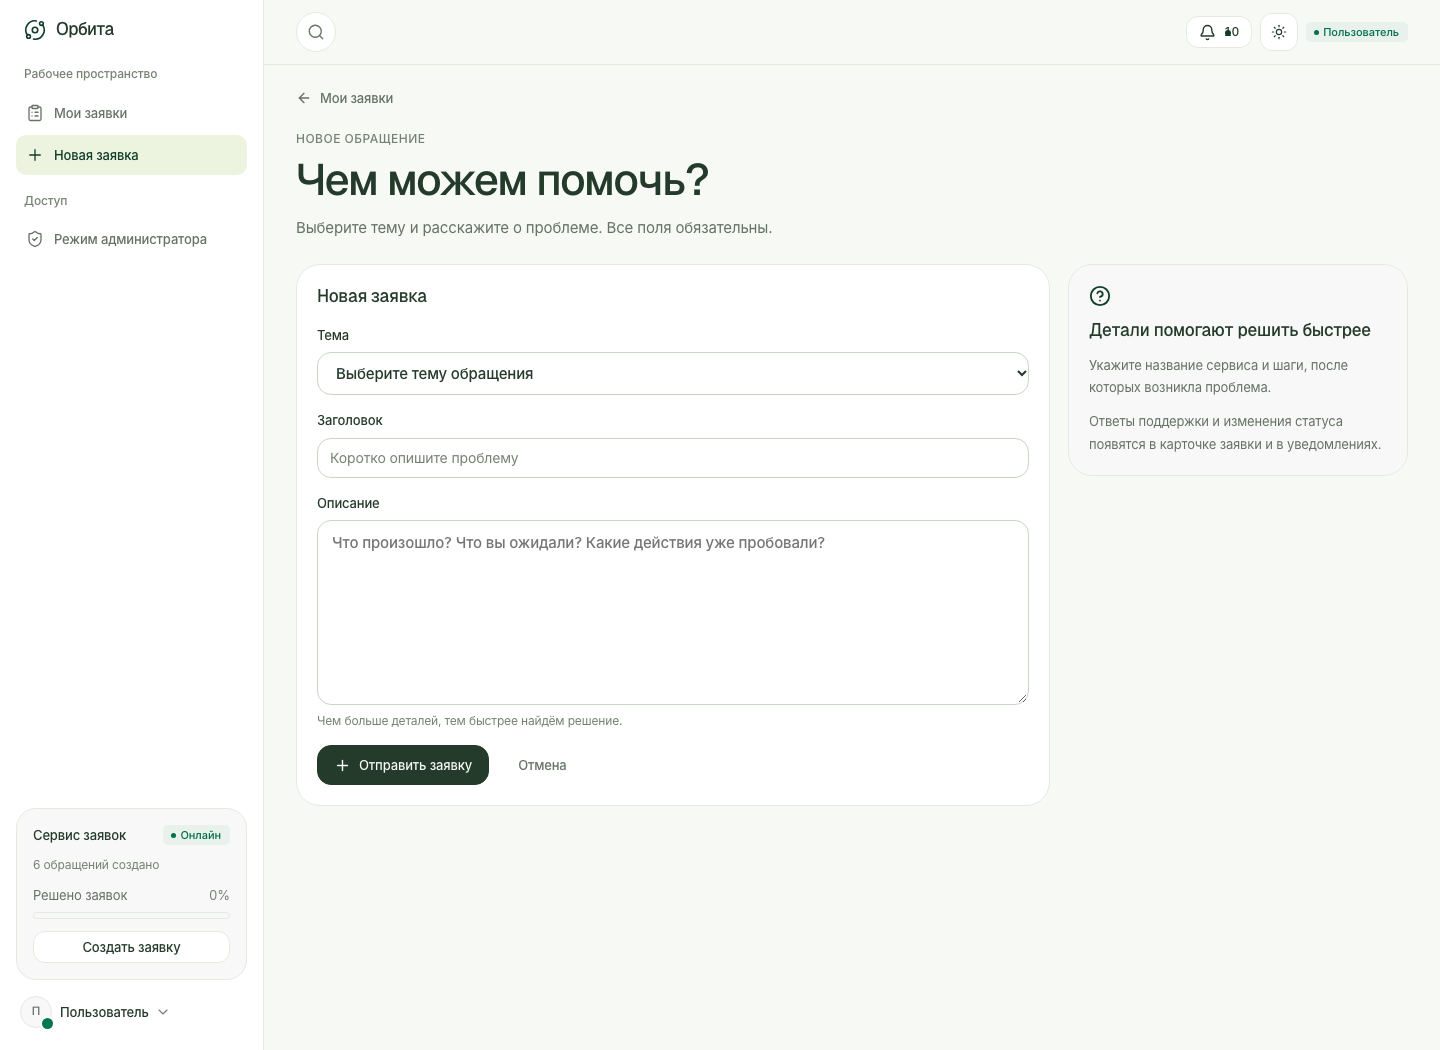 Орбита
Рабочее пространство
Мои заявки
Новая заявка
Доступ
Режим администратора
Сервис заявок
Онлайн
6 обращений создано
Решено заявок 0%
Создать заявку
П
Пользователь
Пользователь
Мои заявки
НОВОЕ ОБРАЩЕНИЕ
Чем можем помочь?
Выберите тему и расскажите о проблеме. Все поля обязательны.
Новая заявка
Тема
Выберите тему обращения
Заголовок
Коротко опишите проблему
Описание
Что произошло? Что вы ожидали? Какие действия уже пробовали?
Чем больше деталей, тем быстрее найдём решение.
Отправить заявку
Отмена
Детали помогают решить быстрее
Укажите название сервиса и шаги, после
которых возникла проблема.
Ответы поддержки и изменения статуса
появятся в карточке заявки и в уведомлениях.